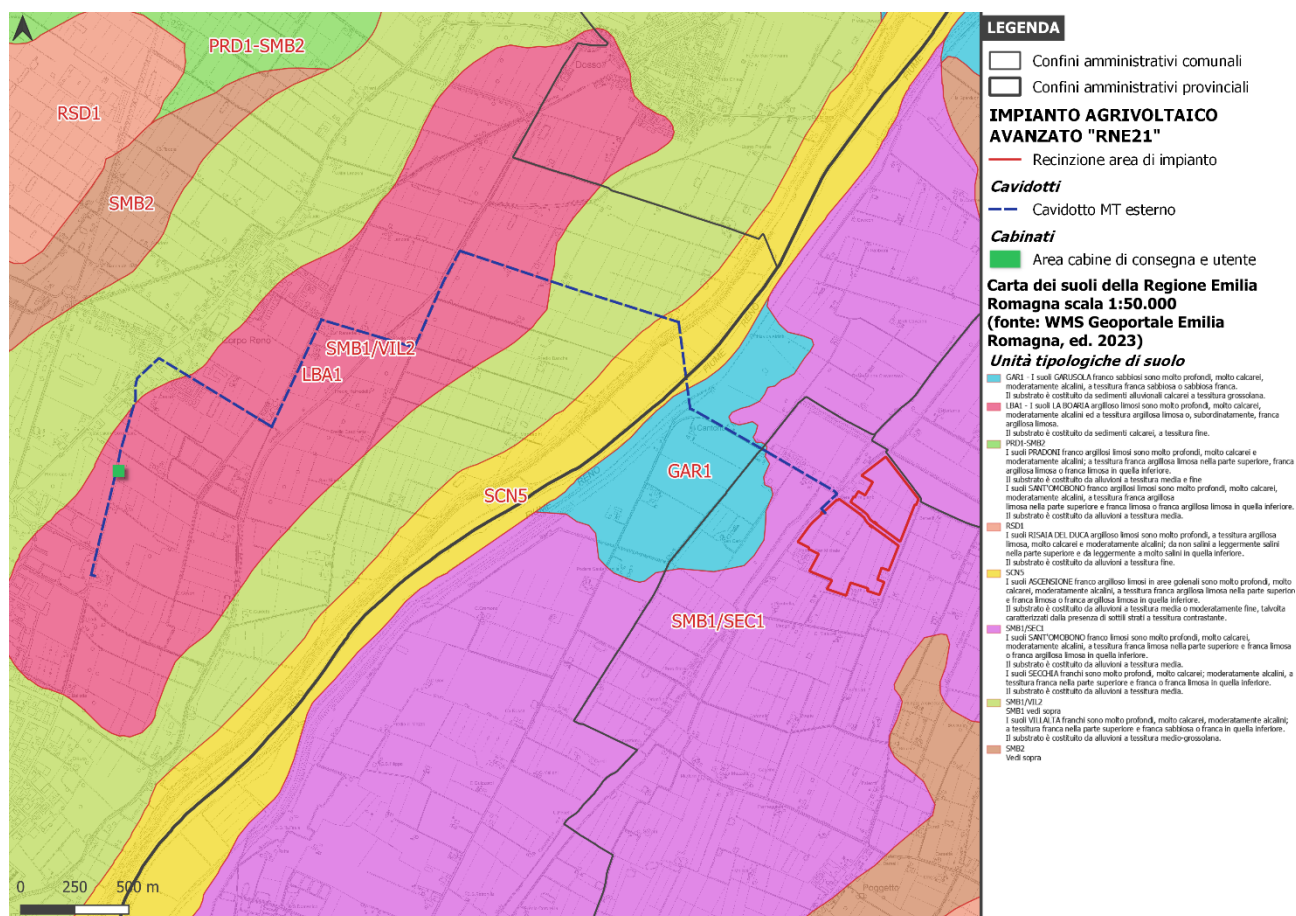 PRD1-SMB2
RSD1
SMB2
Dossoli
Corpo Reno
SMB1/VIL2
LBA1
GAR1
SCN5
SMB1/SEC1
Poggetto
FIUME RENO
0 250 500 m
LEGENDA
Confini amministrativi comunali
Confini amministrativi provinciali
IMPIANTO AGRIVOLTAICO
AVANZATO "RNE21"
Recinzione area di impianto
Cavidotti
Cavidotto MT esterno
Cabinati
Area cabine di consegna e utente
Carta dei suoli della Regione Emilia
Romagna scala 1:50.000
(fonte: WMS Geoportale Emilia
Romagna, ed. 2023)
Unità tipologiche di suolo
GAR1 - I suoli GARUSOLA franco sabbiosi sono molto profondi, molto calcarei,
moderatamente alcalini, a tessitura franca sabbiosa o sabbiosa franca.
Il substrato è costituito da sedimenti alluvionali calcarei a tessitura grossolana.
LBA1 - I suoli LA BOARIA argilloso limosi sono molto profondi, molto calcarei,
moderatamente alcalini ed a tessitura argillosa limosa o, subordinatamente, franca
argillosa limosa.
Il substrato è costituito da sedimenti calcarei, a tessitura fine.
PRD1-SMB2
I suoli PRADONI franco argillosi limosi sono molto profondi, molto calcarei e
moderatamente alcalini; a tessitura franca argillosa limosa nella parte superiore, franca
argillosa limosa o franca limosa in quella inferiore.
Il substrato è costituito da alluvioni a tessitura media e fine
I suoli SANT'OMOBONO franco argillosi limosi sono molto profondi, molto calcarei,
moderatamente alcalini, a tessitura franca argillosa
limosa nella parte superiore e franca limosa o franca argillosa limosa in quella inferiore.
Il substrato è costituito da alluvioni a tessitura media.
RSD1
I suoli RISAIA DEL DUCA argilloso limosi sono molto profondi, a tessitura argillosa
limosa, molto calcarei e moderatamente alcalini; da non salini a leggermente salini
nella parte superiore e da leggermente a molto salini in quella inferiore.
Il substrato è costituito da alluvioni a tessitura fine.
SCN5
I suoli ASCENSIONE franco argilloso limosi in aree golenali sono molto profondi, molto
calcarei, moderatamente alcalini, a tessitura franca argillosa limosa nella parte superiore
e franca limosa o franca argillosa limosa in quella inferiore.
Il substrato è costituito da alluvioni a tessitura media o moderatamente fine, talvolta
caratterizzati dalla presenza di sottili strati a tessitura contrastante.
SMB1/SEC1
I suoli SANT'OMOBONO franco limosi sono molto profondi, molto calcarei,
moderatamente alcalini, a tessitura franca limosa nella parte superiore e franca limosa
o franca argillosa limosa in quella inferiore.
Il substrato è costituito da alluvioni a tessitura media.
I suoli SECCHIA franchi sono molto profondi, molto calcarei; moderatamente alcalini, a
tessitura franca nella parte superiore e franca o franca limosa in quella inferiore.
Il substrato è costituito da alluvioni a tessitura media.
SMB1/VIL2
SMB1 vedi sopra
I suoli VILLALTA franchi sono molto profondi, molto calcarei, moderatamente alcalini;
a tessitura franca nella parte superiore e franca sabbiosa o franca in quella inferiore.
Il substrato è costituito da alluvioni a tessitura medio-grossolana.
SMB2
Vedi sopra